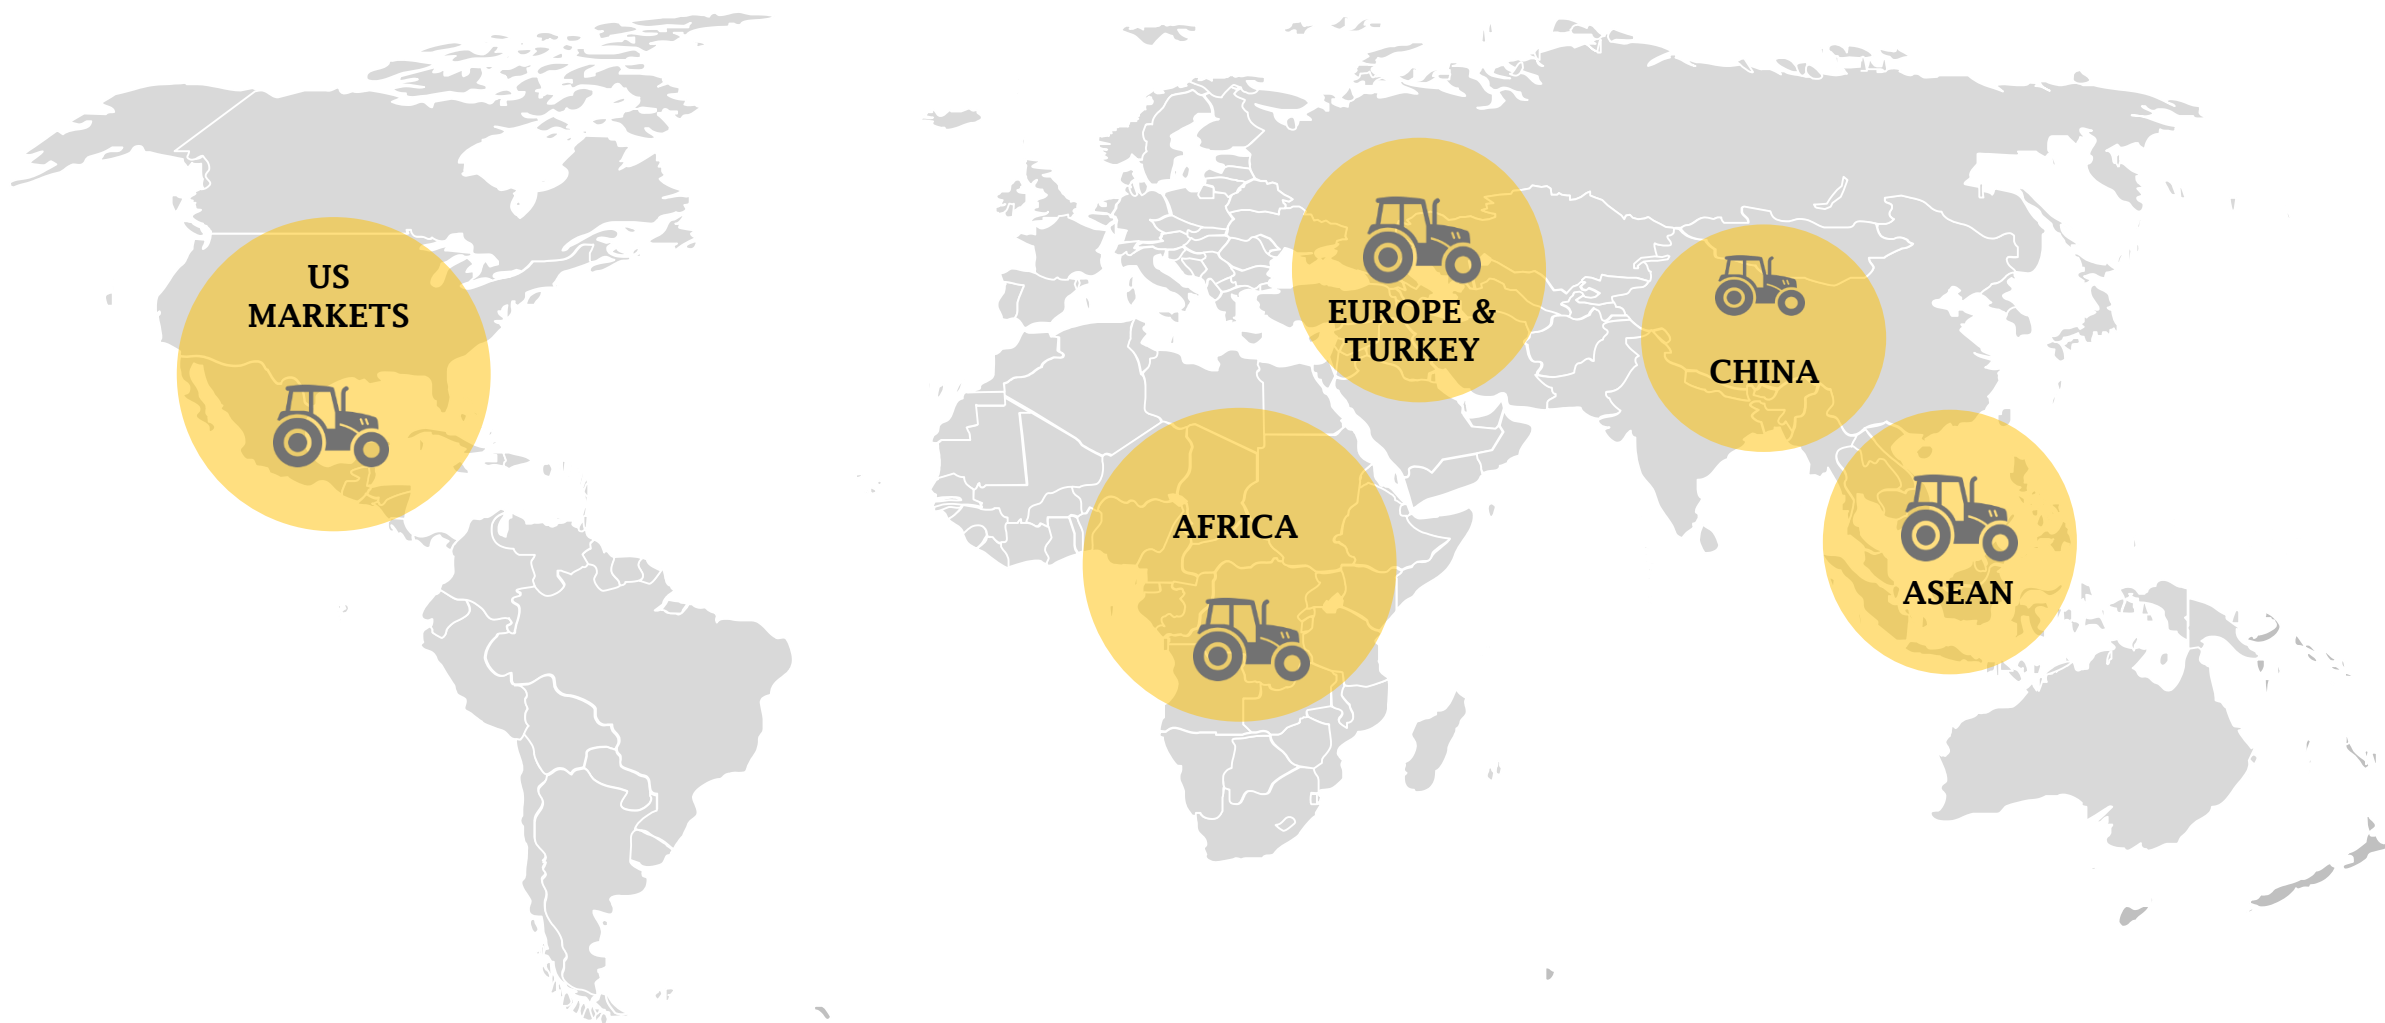 US
MARKETS
EUROPE &
TURKEY
CHINA
AFRICA
ASEAN